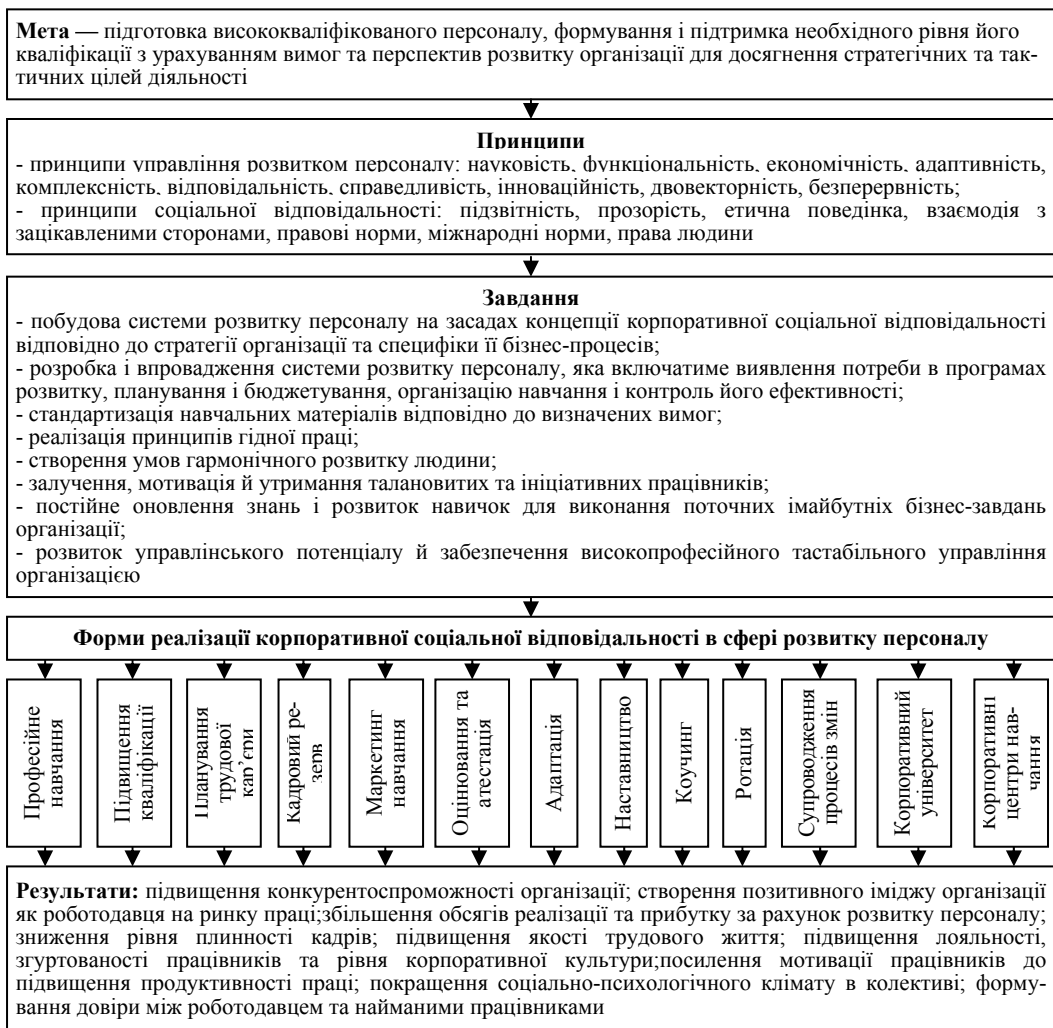 Мета — підготовка висококваліфікованого персоналу, формування і підтримка необхідного рівня його
кваліфікації з урахуванням вимог та перспектив розвитку організації для досягнення стратегічних та так-
тичних цілей діяльності
Принципи
- принципи управління розвитком персоналу: науковість, функціональність, економічність, адаптивність,
комплексність, відповідальність, справедливість, інноваційність, двовекторність, безперервність;
- принципи соціальної відповідальності: підзвітність, прозорість, етична поведінка, взаємодія з
зацікавленими сторонами, правові норми, міжнародні норми, права людини
Завдання
- побудова системи розвитку персоналу на засадах концепції корпоративної соціальної відповідальності
відповідно до стратегії організації та специфіки її бізнес-процесів;
- розробка і впровадження системи розвитку персоналу, яка включатиме виявлення потреби в програмах
розвитку, планування і бюджетування, організацію навчання і контроль його ефективності;
- стандартизація навчальних матеріалів відповідно до визначених вимог;
- реалізація принципів гідної праці;
- створення умов гармонічного розвитку людини;
- залучення, мотивація й утримання талановитих та ініціативних працівників;
- постійне оновлення знань і розвиток навичок для виконання поточних імайбутніх бізнес-завдань
організації;
- розвиток управлінського потенціалу й забезпечення високопрофесійного тастабільного управління
організацією
Форми реалізації корпоративної соціальної відповідальності в сфері розвитку персоналу
Професійне
навчання
Підвищення
кваліфікації
Планування
трудової
кар’єри
Кадровий ре-
зерв
Маркетинг
навчання
Оцінювання та
атестація
Адаптація
Наставництво
Коучинг
Ротація
Супроводження
процесів змін
Корпоративний
університет
Корпоративні
центри нав-
чання
Результати: підвищення конкурентоспроможності організації; створення позитивного іміджу організації
як роботодавця на ринку праці;збільшення обсягів реалізації та прибутку за рахунок розвитку персоналу;
зниження рівня плинності кадрів; підвищення якості трудового життя; підвищення лояльності,
згуртованості працівників та рівня корпоративної культури;посилення мотивації працівників до
підвищення продуктивності праці; покращення соціально-психологічного клімату в колективі; форму-
вання довіри між роботодавцем та найманими працівниками